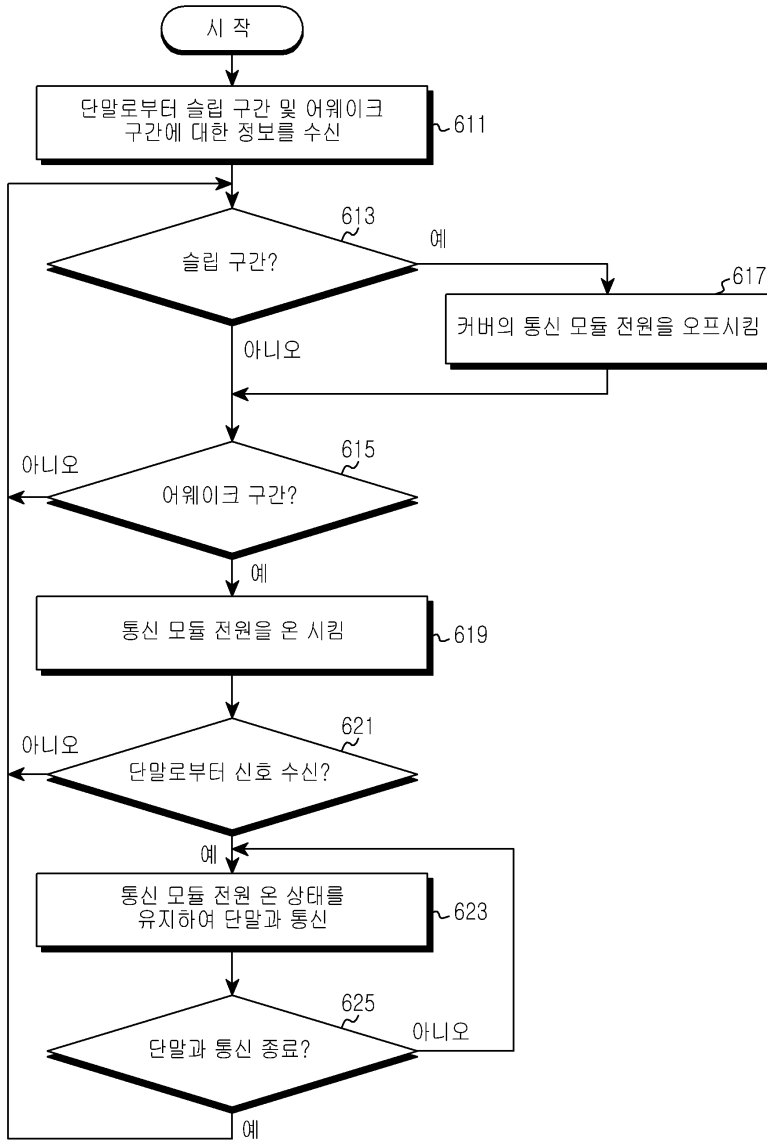 시 작
단말로부터 슬립 구간 및 어웨이크
구간에 대한 정보를 수신
611
613
슬립 구간?
예
617
커버의 통신 모듈 전원을 오프시킴
아니오
615
아니오
어웨이크 구간?
예
통신 모듈 전원을 온 시킴
619
621
아니오
단말로부터 신호 수신?
예
통신 모듈 전원 온 상태를
유지하여 단말과 통신
623
625
단말과 통신 종료?
아니오
예